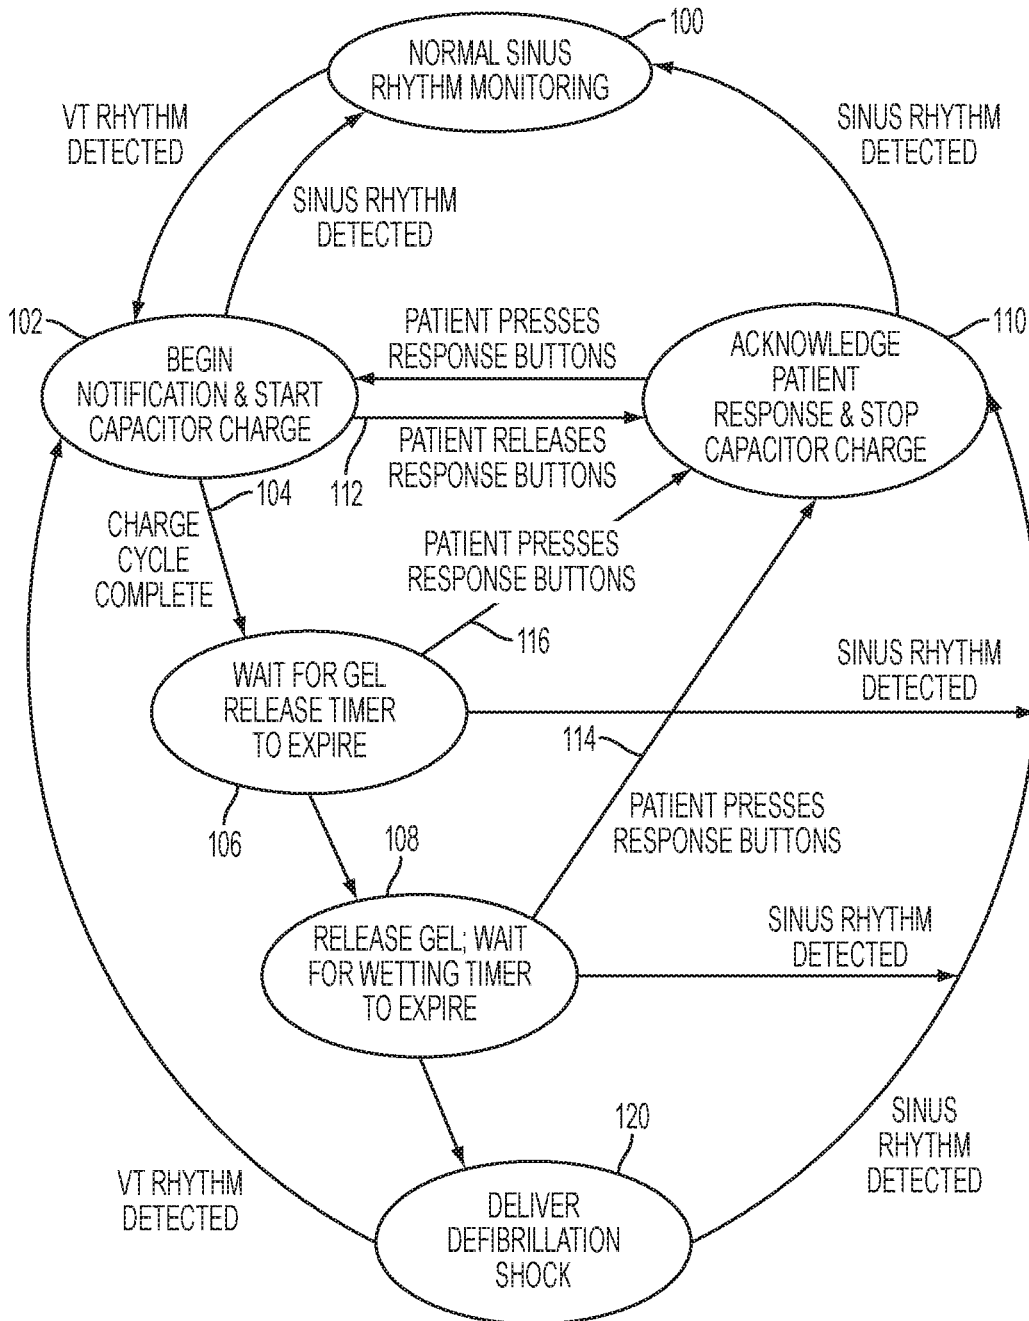 100
NORMAL SINUS
RHYTHM MONITORING
VT RHYTHM
DETECTED
SINUS RHYTHM
DETECTED
SINUS RHYTHM
DETECTED
102
BEGIN
NOTIFICATION & START
CAPACITOR CHARGE
PATIENT PRESSES
RESPONSE BUTTONS
110
ACKNOWLEDGE
PATIENT
RESPONSE & STOP
CAPACITOR CHARGE
112
PATIENT RELEASES
RESPONSE BUTTONS
104
CHARGE
CYCLE
COMPLETE
PATIENT PRESSES
RESPONSE BUTTONS
116
WAIT FOR GEL
RELEASE TIMER
TO EXPIRE
SINUS RHYTHM
DETECTED
106
114
PATIENT PRESSES
RESPONSE BUTTONS
108
RELEASE GEL; WAIT
FOR WETTING TIMER
TO EXPIRE
SINUS RHYTHM
DETECTED
SINUS
RHYTHM
DETECTED
VT RHYTHM
DETECTED
120
DELIVER
DEFIBRILLATION
SHOCK